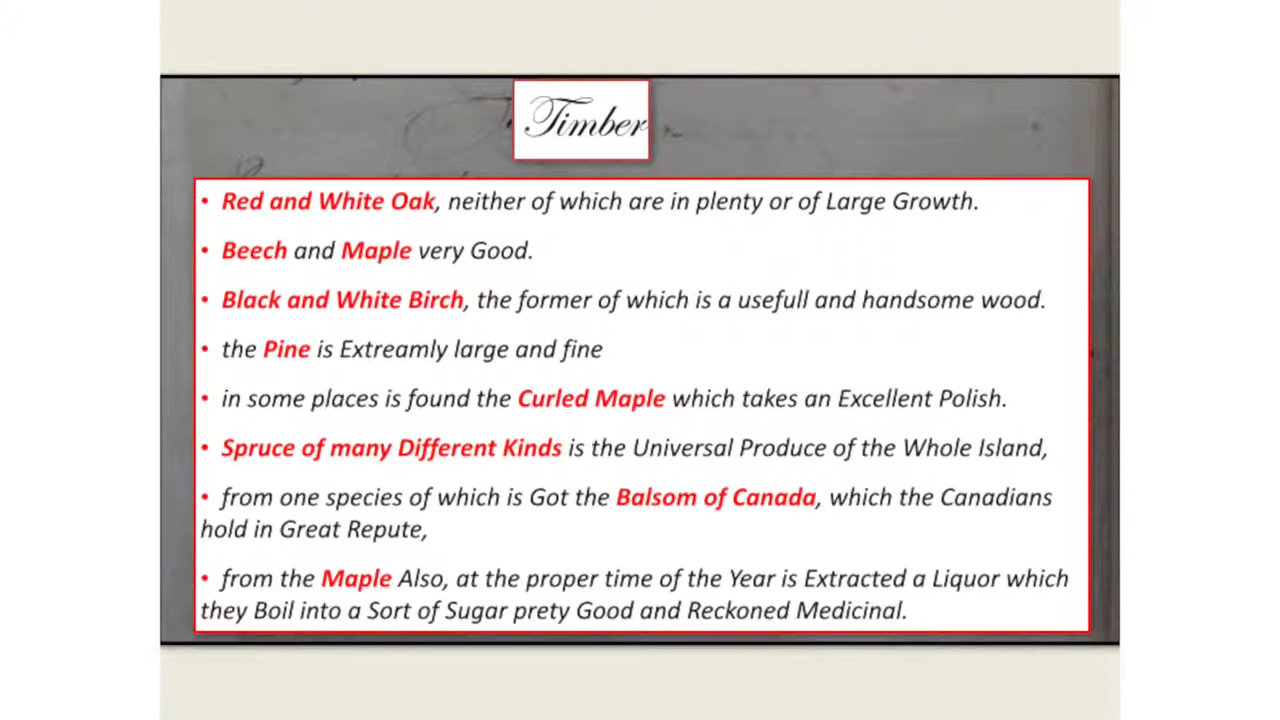 Timber
• Red and White Oak, neither of which are in plenty or of Large Growth.
• Beech and Maple very Good.
• Black and White Birch, the former of which is a usefull and handsome wood.
• the Pine is Extreamly large and fine
• in some places is found the Curled Maple which takes an Excellent Polish.
• Spruce of many Different Kinds is the Universal Produce of the Whole Island,
• from one species of which is Got the Balsom of Canada, which the Canadians
hold in Great Repute,
• from the Maple Also, at the proper time of the Year is Extracted a Liquor which
they Boil into a Sort of Sugar prety Good and Reckoned Medicinal.